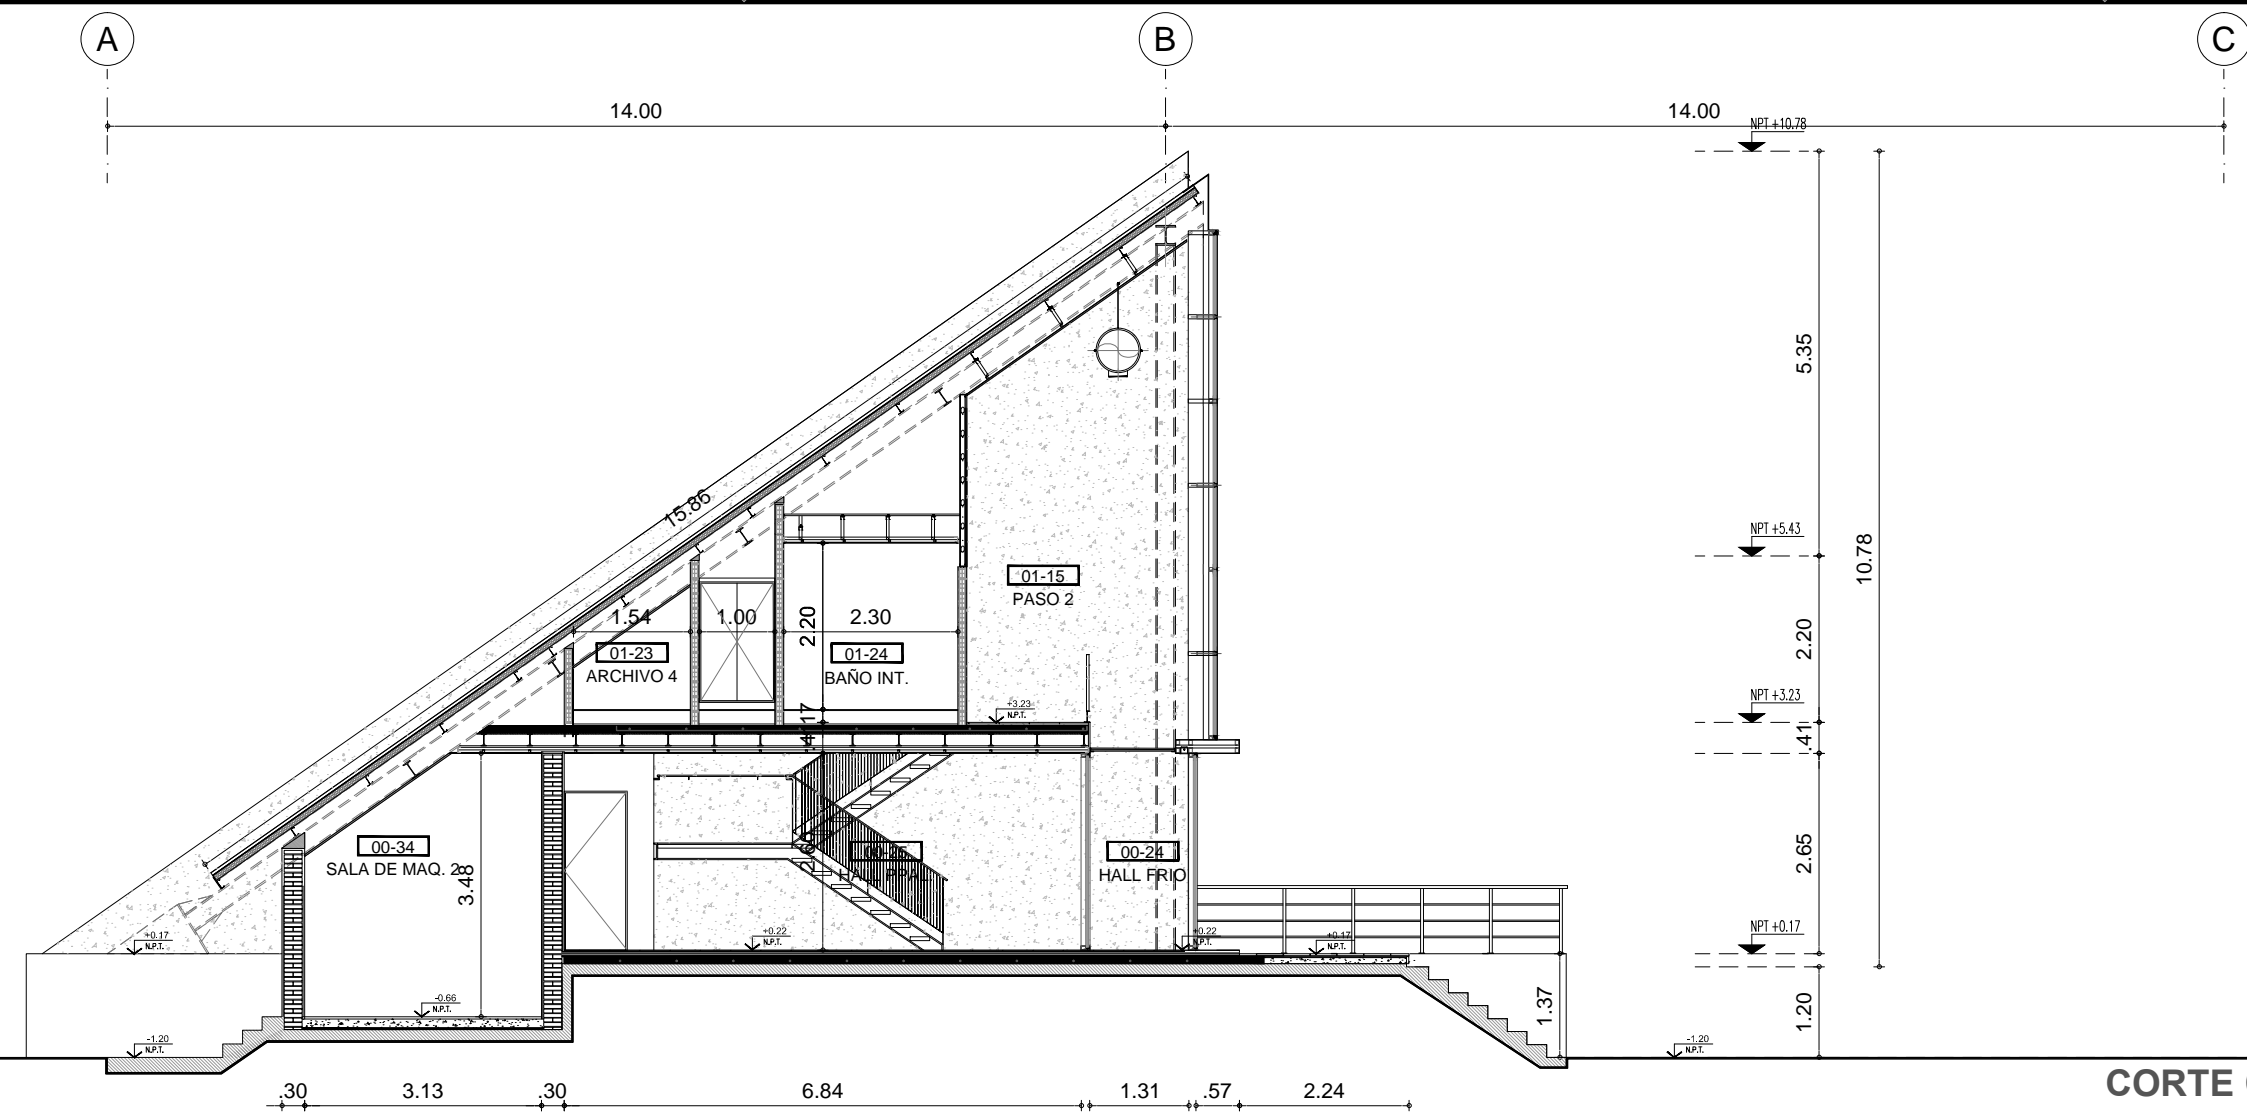 A
B
C
14.00
14.00
NPT +10.78
5.35
15.86
NPT +5.43
10.78
01-15
PASO 2
1.54
1.00
2.20
2.30
2.20
01-23
ARCHIVO 4
01-24
BAÑO INT.
+3.23
N.P.T.
NPT +3.23
.17
.41
00-34
SALA DE MAQ. 2
3.48
HALL PPAL.
00-24
HALL FRIO
2.65
+0.17
N.P.T.
+0.22
N.P.T.
+0.22
N.P.T.
+0.17
N.P.T.
NPT +0.17
-0.66
N.P.T.
1.37
1.20
-1.20
N.P.T.
-1.20
N.P.T.
.30
3.13
.30
6.84
1.31
.57
2.24
CORTE